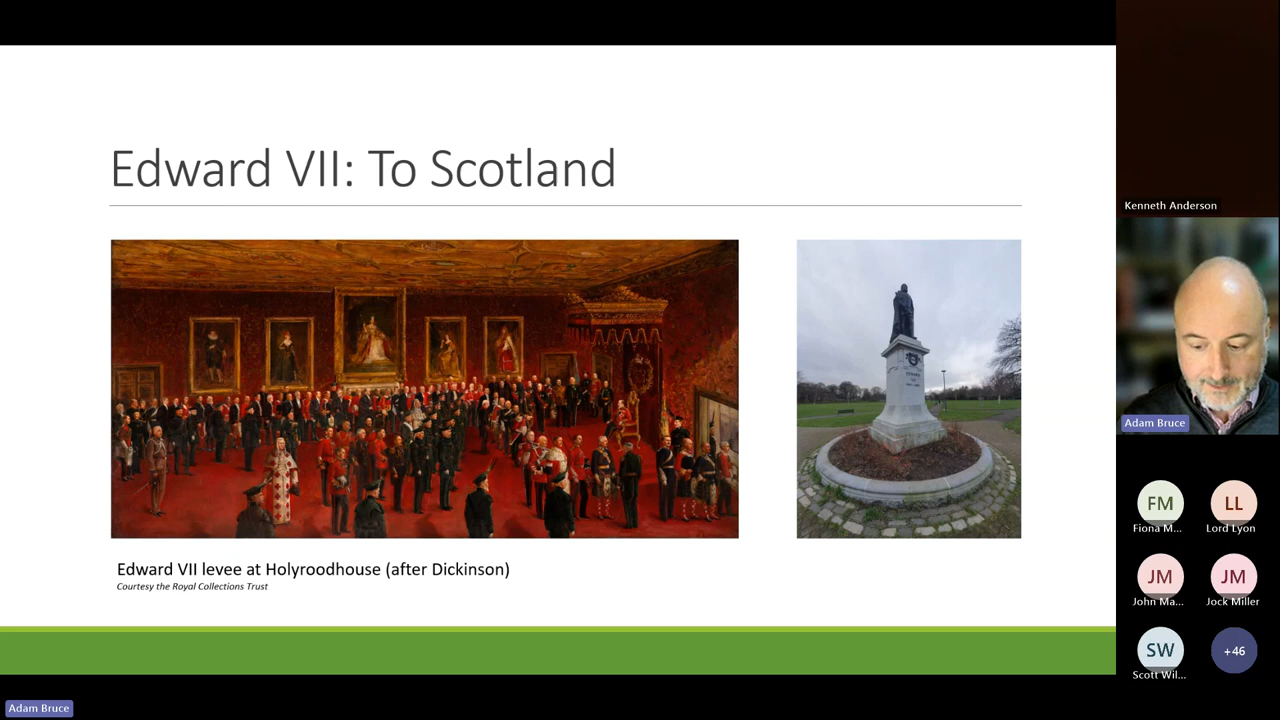 Edward VII: To Scotland
Edward VII levee at Holyroodhouse (after Dickinson)
Courtesy the Royal Collections Trust
Kenneth Anderson
Adam Bruce
FM
LL
Fiona M...
Lord Lyon
JM
JM
John Ma...
Jock Miller
SW
+46
Scott Wil...
Adam Bruce